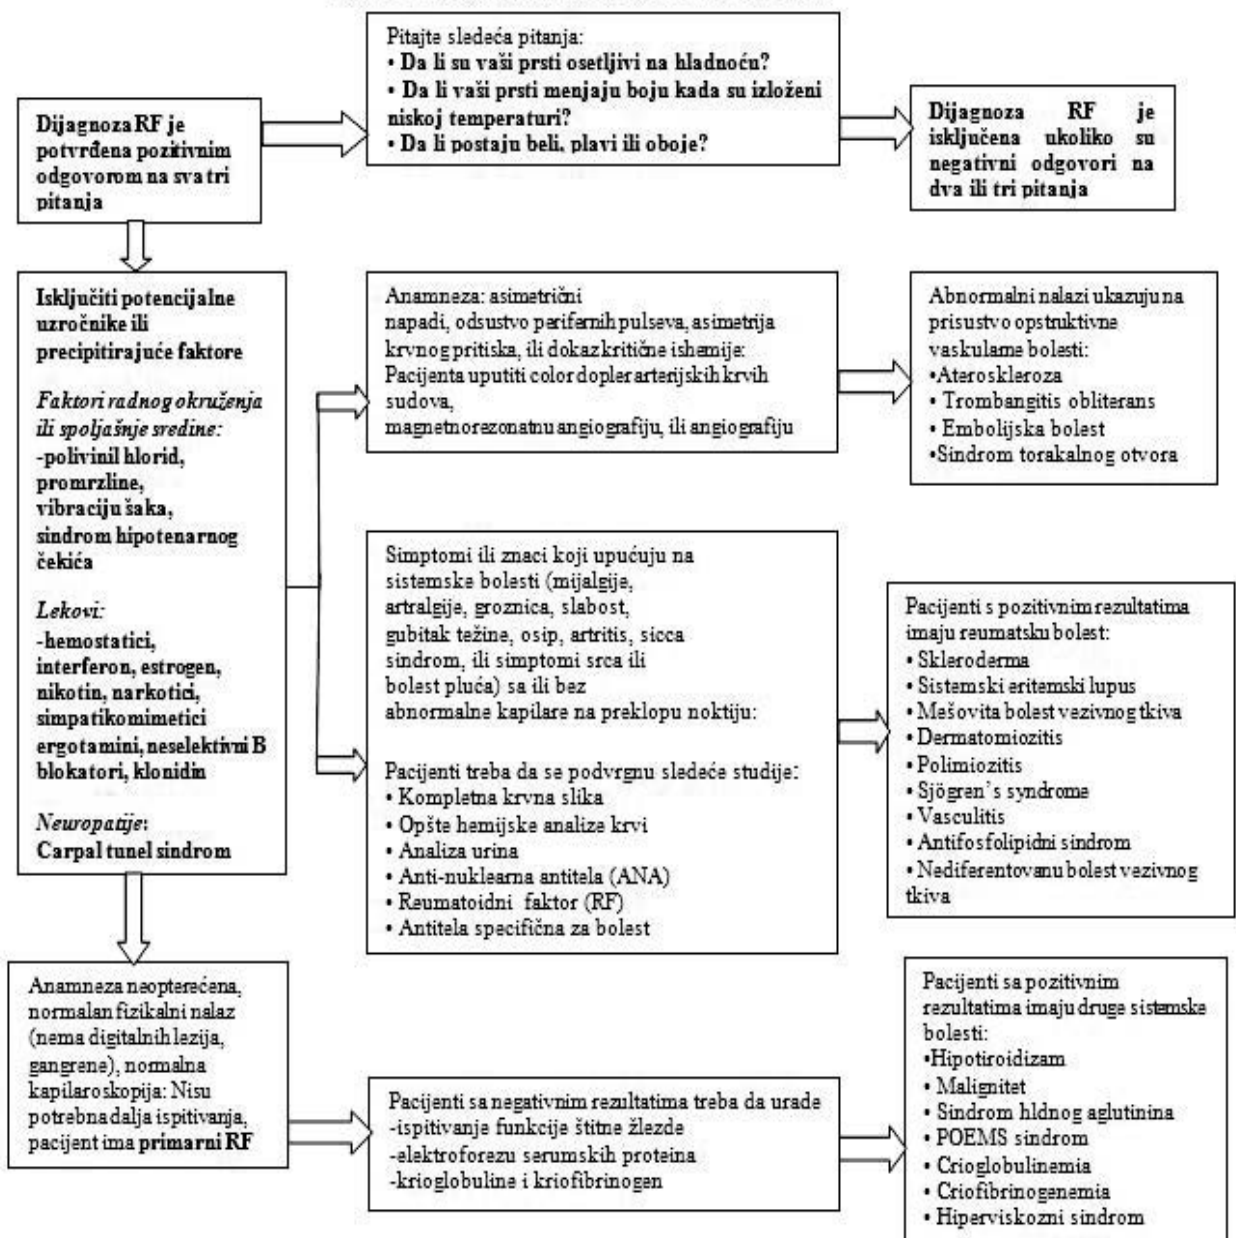 Pitajte sledeća pitanja:
• Da li su vaši prsti osetljivi na hladnoću?
• Da li vaši prsti menjaju boju kada su izloženi
niskoj temperaturi?
• Da li postaju beli, plavi ili oboje?
Dijagnoza RF je
potvrđena pozitivnim
odgovorom na sva tri
pitanja
Dijagnoza RF je
isključena ukoliko su
negativni odgovori na
dva ili tri pitanja
Isključiti potencijalne
uzročnike ili
precipitirajuće faktore
Faktori radnog okruženja
ili spoljašnje sredine:
-polivinil hlorid,
promrzline,
vibraciju šaka,
sindrom hipotenarnog
čekića
Lekovi:
-hemostatici,
interferon, estrogen,
nikotin, narkotici,
simpatikomimetici
ergotamini, neselektivni B
blokatori, klonidin
Neuropatije:
Carpal tunel sindrom
Anamneza: asimetrični
napadi, odsustvo perifernih pulseva, asimetrija
krvnog pritiska, ili dokaz kritične ishemije:
Pacijenta uputiti color dopler arterijskih krvih
sudova,
magnetnorezonatnu angiografiju, ili angiografiju
Abnormalni nalazi ukazuju na
prisustvo opstruktivne
vaskularne bolesti:
•Ateroskleroza
• Trombangitis obliterans
• Embolijska bolest
•Sindrom torakalnog otvora
Simptomi ili znaci koji upućuju na
sistemske bolesti (mijalgije,
artralgije, groznica, slabost,
gubitak težine, osip, artritis, sicca
sindrom, ili simptomi srca ili
bolest pluća) sa ili bez
abnormalne kapilare na preklopu noktiju:
Pacijenti treba da se podvrgnu sledeće studije:
• Kompletna krvna slika
• Opšte hemijske analize krvi
• Analiza urina
• Anti-nuklearna antitela (ANA)
• Reumatoidni faktor (RF)
• Antitela specifična za bolest
Pacijenti s pozitivnim rezultatima
imaju reumatsku bolest:
• Skleroderma
• Sistemski eritemski lupus
• Mešovita bolest vezivnog tkiva
• Dermatomiozitis
• Polimiozitis
• Sjögren's syndrome
• Vasculitis
• Antifosfolipidni sindrom
• Nediferentovanu bolest vezivnog
tkiva
Anamneza neopterećena,
normalan fizikalni nalaz
(nema digitalnih lezija,
gangrene), normalna
kapilaroskopija: Nisu
potrebna dalja ispitivanja,
pacijent ima primarni RF
Pacijenti sa negativnim rezultatima treba da urade
-ispitivanje funkcije štitne žlezde
-elektroforezu serumskih proteina
-krioglobuline i kriofibrinogen
Pacijenti sa pozitivnim
rezultatima imaju druge sistemske
bolesti:
•Hipotiroidizam
• Malignitet
• Sindrom hldnog aglutinina
• POEMS sindrom
• Crioglobulinemia
• Criofibrinogenemia
• Hiperviskozni sindrom